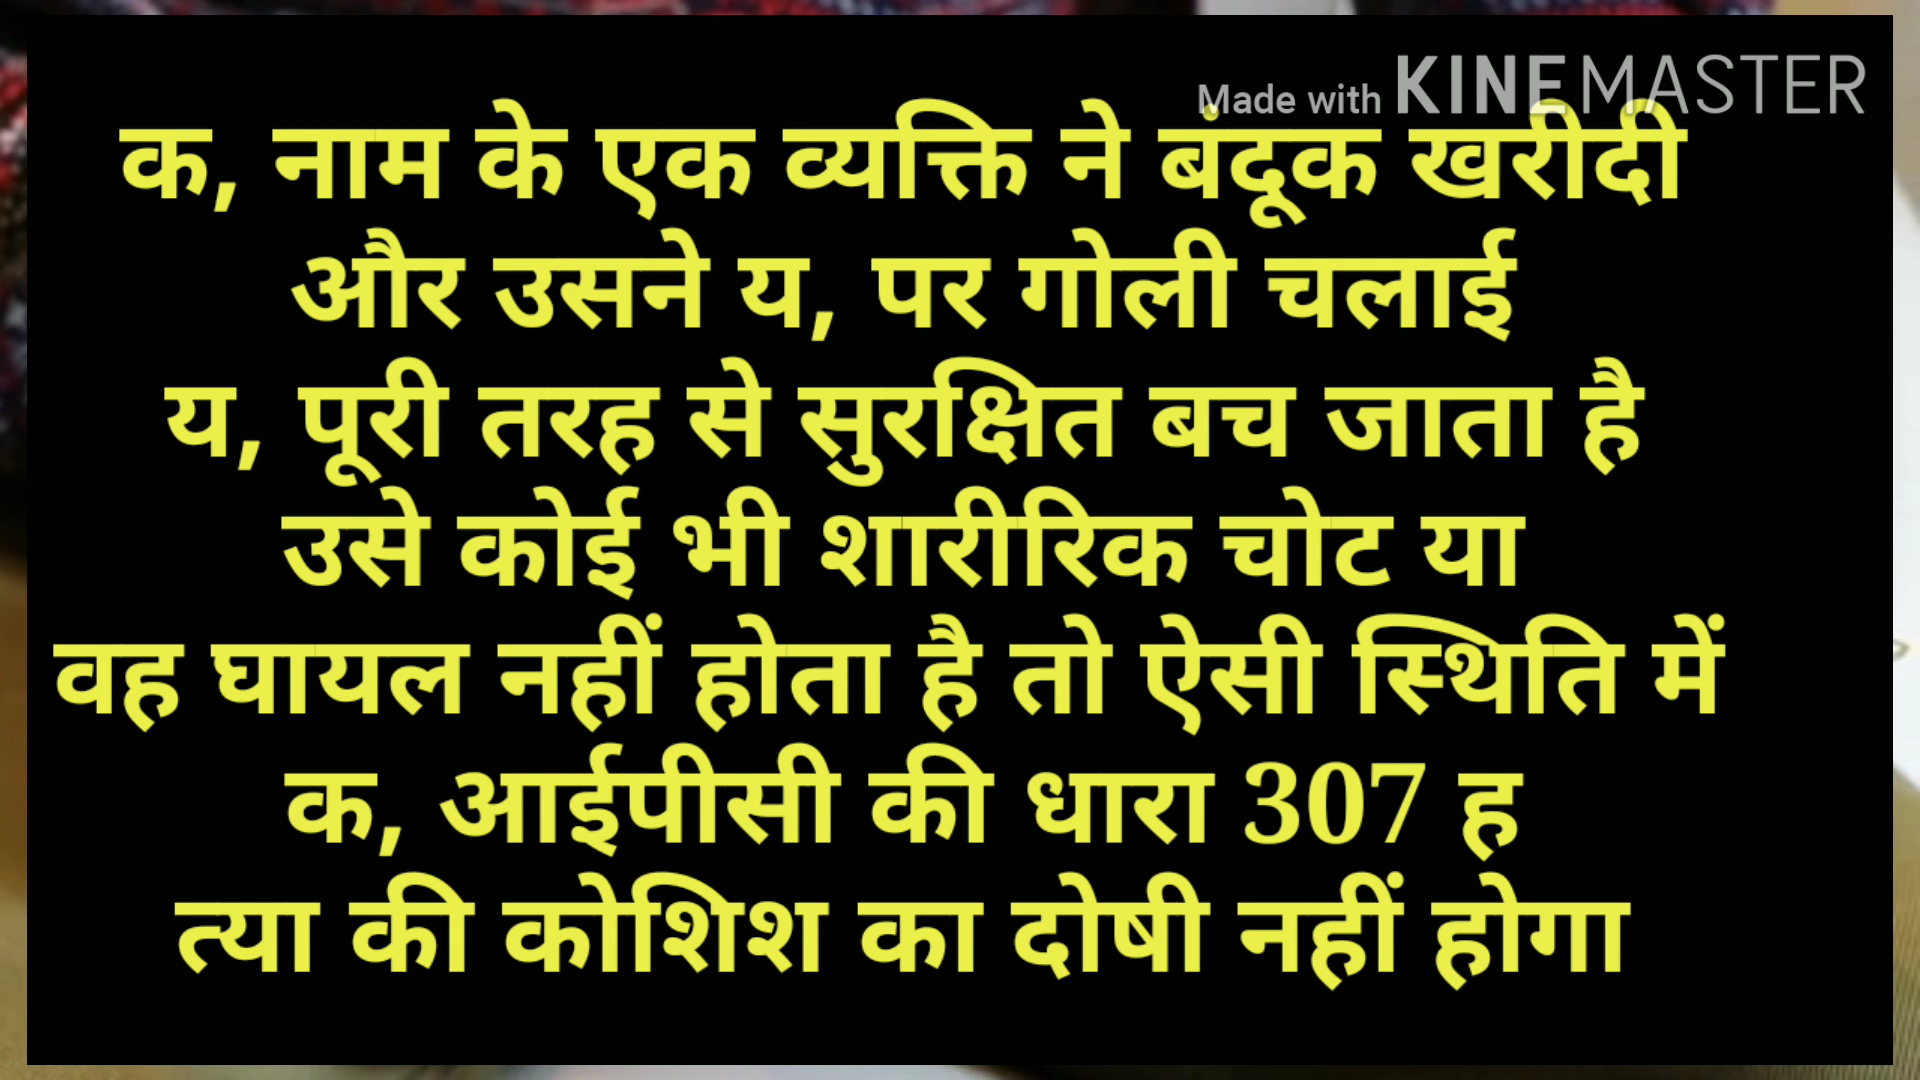 Made with KINEMASTER
क, नाम के एक व्यक्ति ने बंदूक खरीदी
और उसने य, पर गोली चलाई
य, पूरी तरह से सुरक्षित बच जाता है
उसे कोई भी शारीरिक चोट या
वह घायल नहीं होता है तो ऐसी स्थिति में
क, आईपीसी की धारा 307 ह
त्या की कोशिश का दोषी नहीं होगा